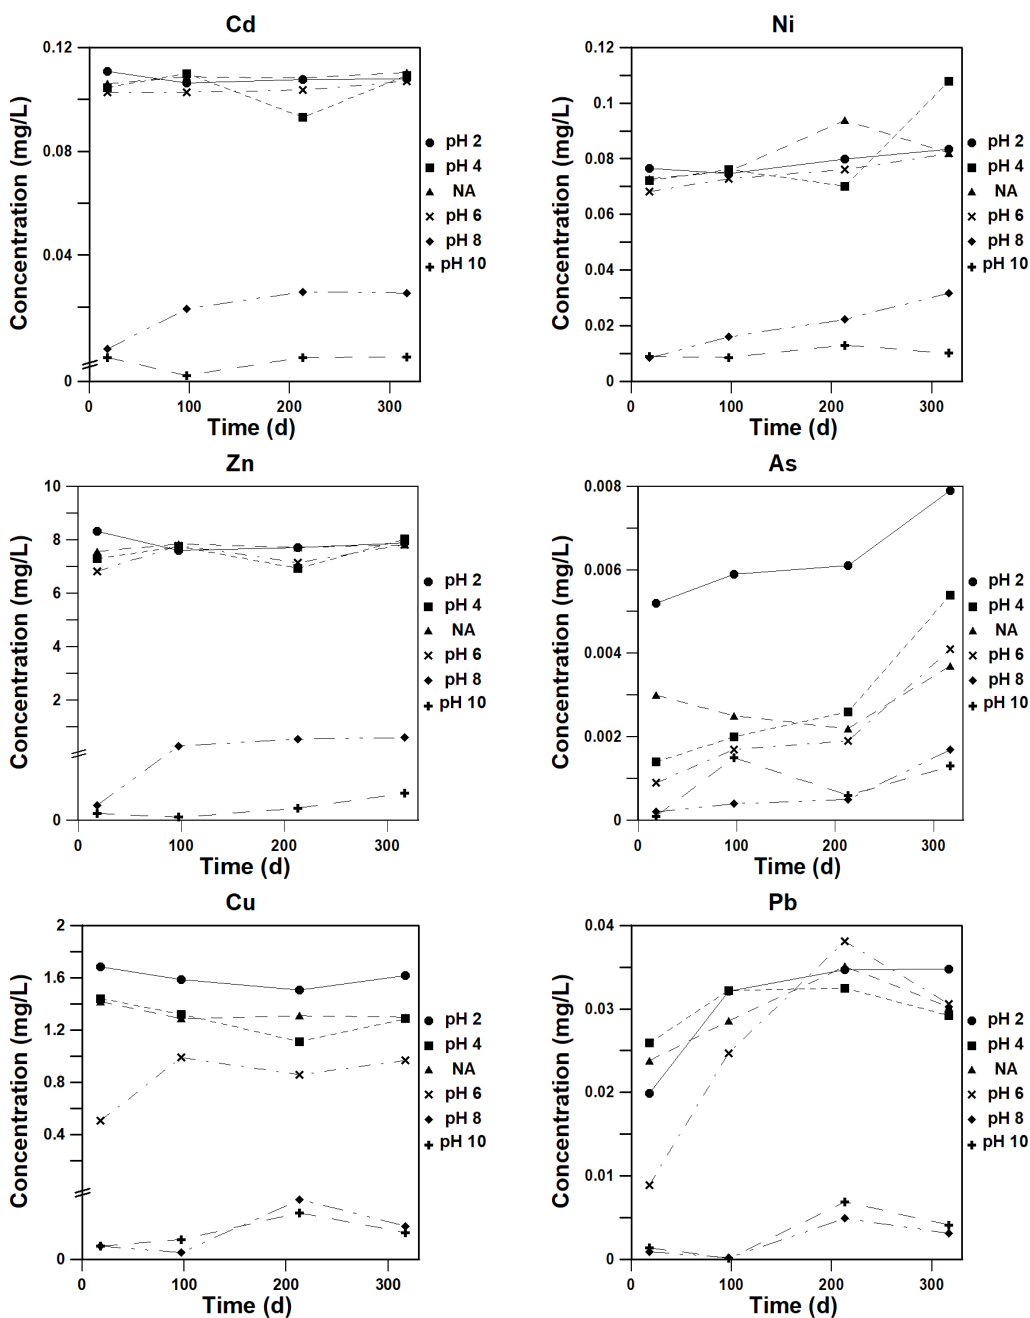 Cd
Concentration (mg/L)
0.12
0.08
0.04
0
0 100 200 300
Time (d)
pH 2
pH 4
NA
pH 6
pH 8
pH 10
Ni
Concentration (mg/L)
0.12
0.1
0.08
0.06
0.04
0.02
0
0 100 200 300
Time (d)
pH 2
pH 4
NA
pH 6
pH 8
pH 10
Zn
Concentration (mg/L)
10
8
6
4
2
0
0 100 200 300
Time (d)
pH 2
pH 4
NA
pH 6
pH 8
pH 10
As
Concentration (mg/L)
0.008
0.006
0.004
0.002
0
0 100 200 300
Time (d)
pH 2
pH 4
NA
pH 6
pH 8
pH 10
Cu
Concentration (mg/L)
2
1.6
1.2
0.8
0.4
0
0 100 200 300
Time (d)
pH 2
pH 4
NA
pH 6
pH 8
pH 10
Pb
Concentration (mg/L)
0.04
0.03
0.02
0.01
0
0 100 200 300
Time (d)
pH 2
pH 4
NA
pH 6
pH 8
pH 10